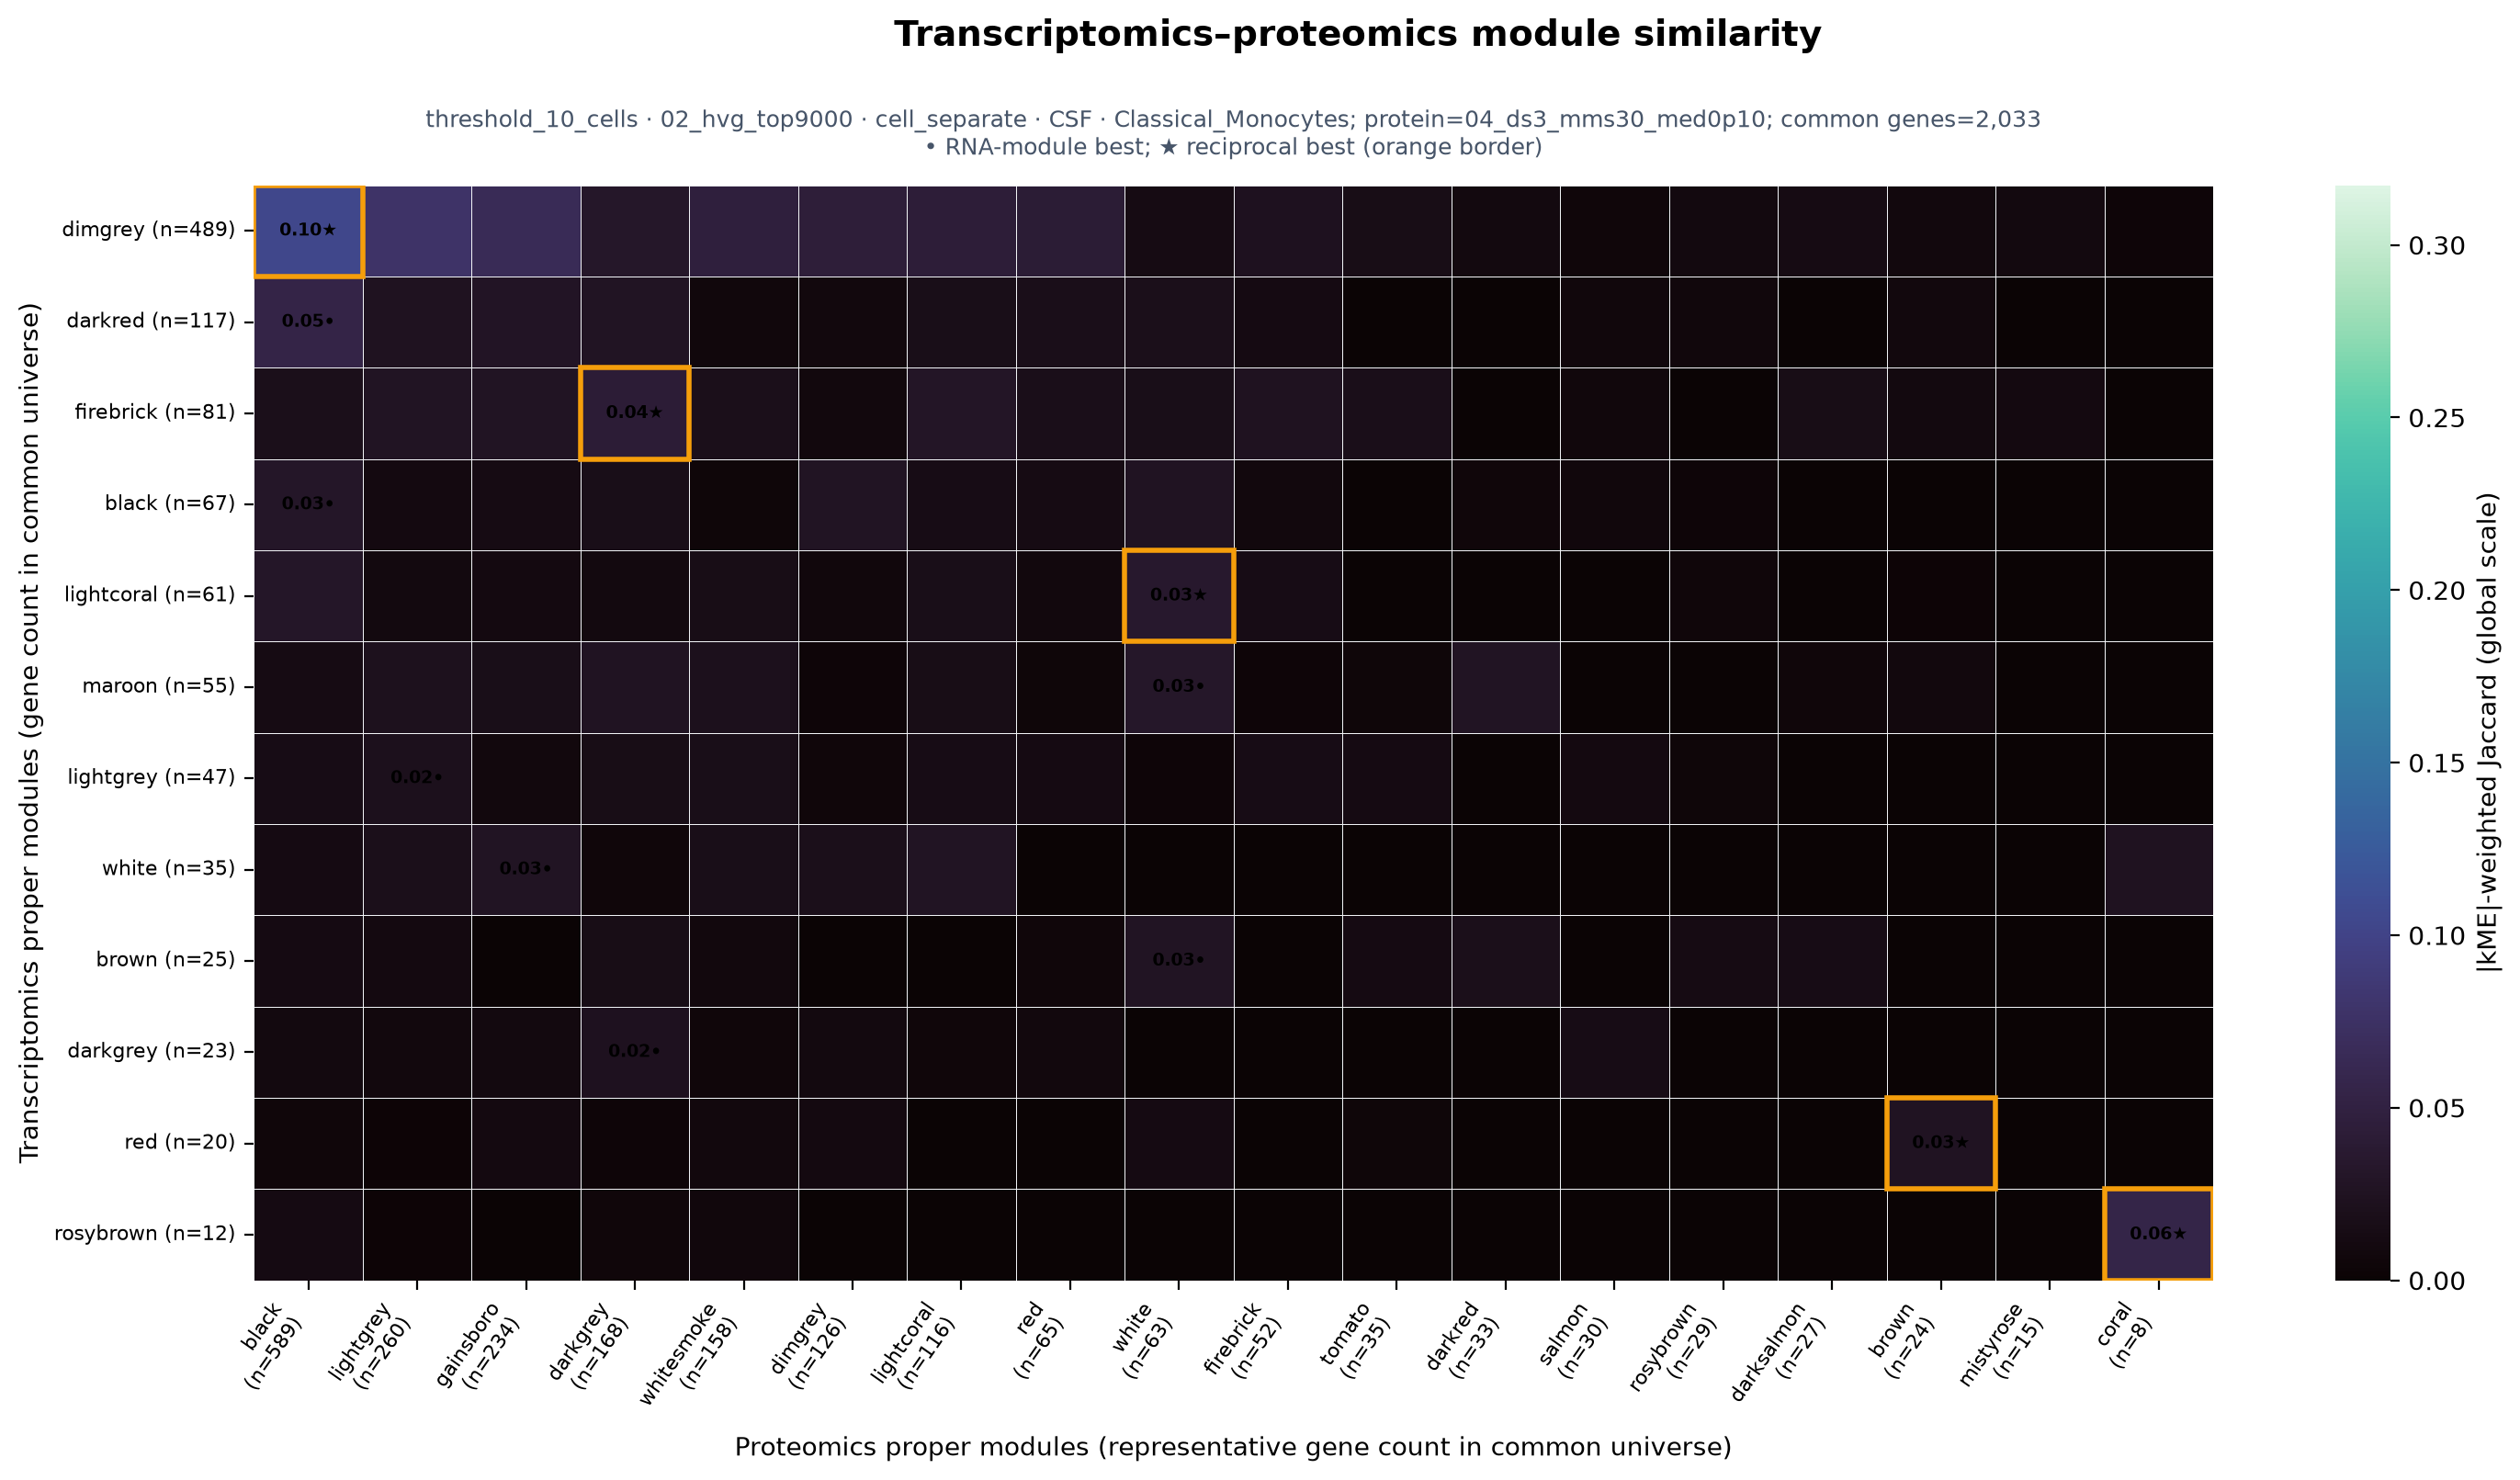 Transcriptomics–proteomics module similarity
threshold_10_cells · 02_hvg_top9000 · cell_separate · CSF · Classical_Monocytes; protein=04_ds3_mms30_med0p10; common genes=2,033
• RNA-module best; ★ reciprocal best (orange border)
Transcriptomics proper modules (gene count in common universe)
dimgrey (n=489)
0.10★
darkred (n=117)
0.05•
firebrick (n=81)
0.04★
black (n=67)
0.03•
lightcoral (n=61)
0.03★
maroon (n=55)
0.03•
lightgrey (n=47)
0.02•
white (n=35)
0.03•
brown (n=25)
0.03•
darkgrey (n=23)
0.02•
red (n=20)
0.03★
rosybrown (n=12)
0.06★
black
(n=589)
lightgrey
(n=260)
gainsboro
(n=234)
darkgrey
(n=168)
whitesmoke
(n=158)
dimgrey
(n=126)
lightcoral
(n=116)
red
(n=65)
white
(n=63)
firebrick
(n=52)
tomato
(n=35)
darkred
(n=33)
salmon
(n=30)
rosybrown
(n=29)
darksalmon
(n=27)
brown
(n=24)
mistyrose
(n=15)
coral
(n=8)
Proteomics proper modules (representative gene count in common universe)
0.30
0.25
0.20
0.15
0.10
0.05
0.00
|kME|-weighted Jaccard (global scale)